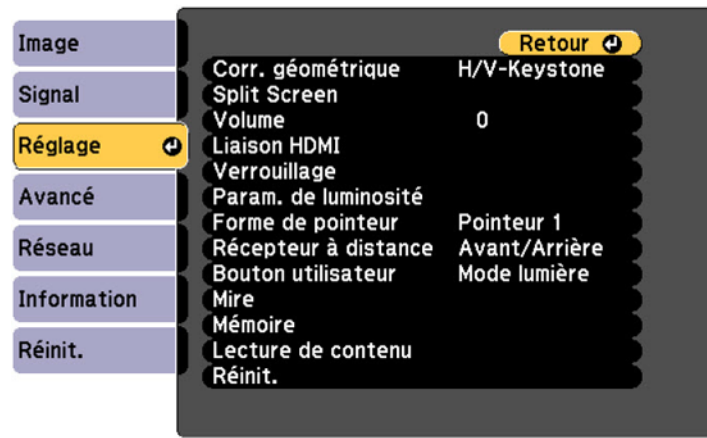 Image
Signal
Réglage
Avancé
Réseau
Information
Réinit.
Retour
Corr. géométrique H/V-Keystone
Split Screen
Volume 0
Liaison HDMI
Verrouillage
Param. de luminosité
Forme de pointeur Pointeur 1
Récepteur à distance Avant/Arrière
Bouton utilisateur Mode lumière
Mire
Mémoire
Lecture de contenu
Réinit.